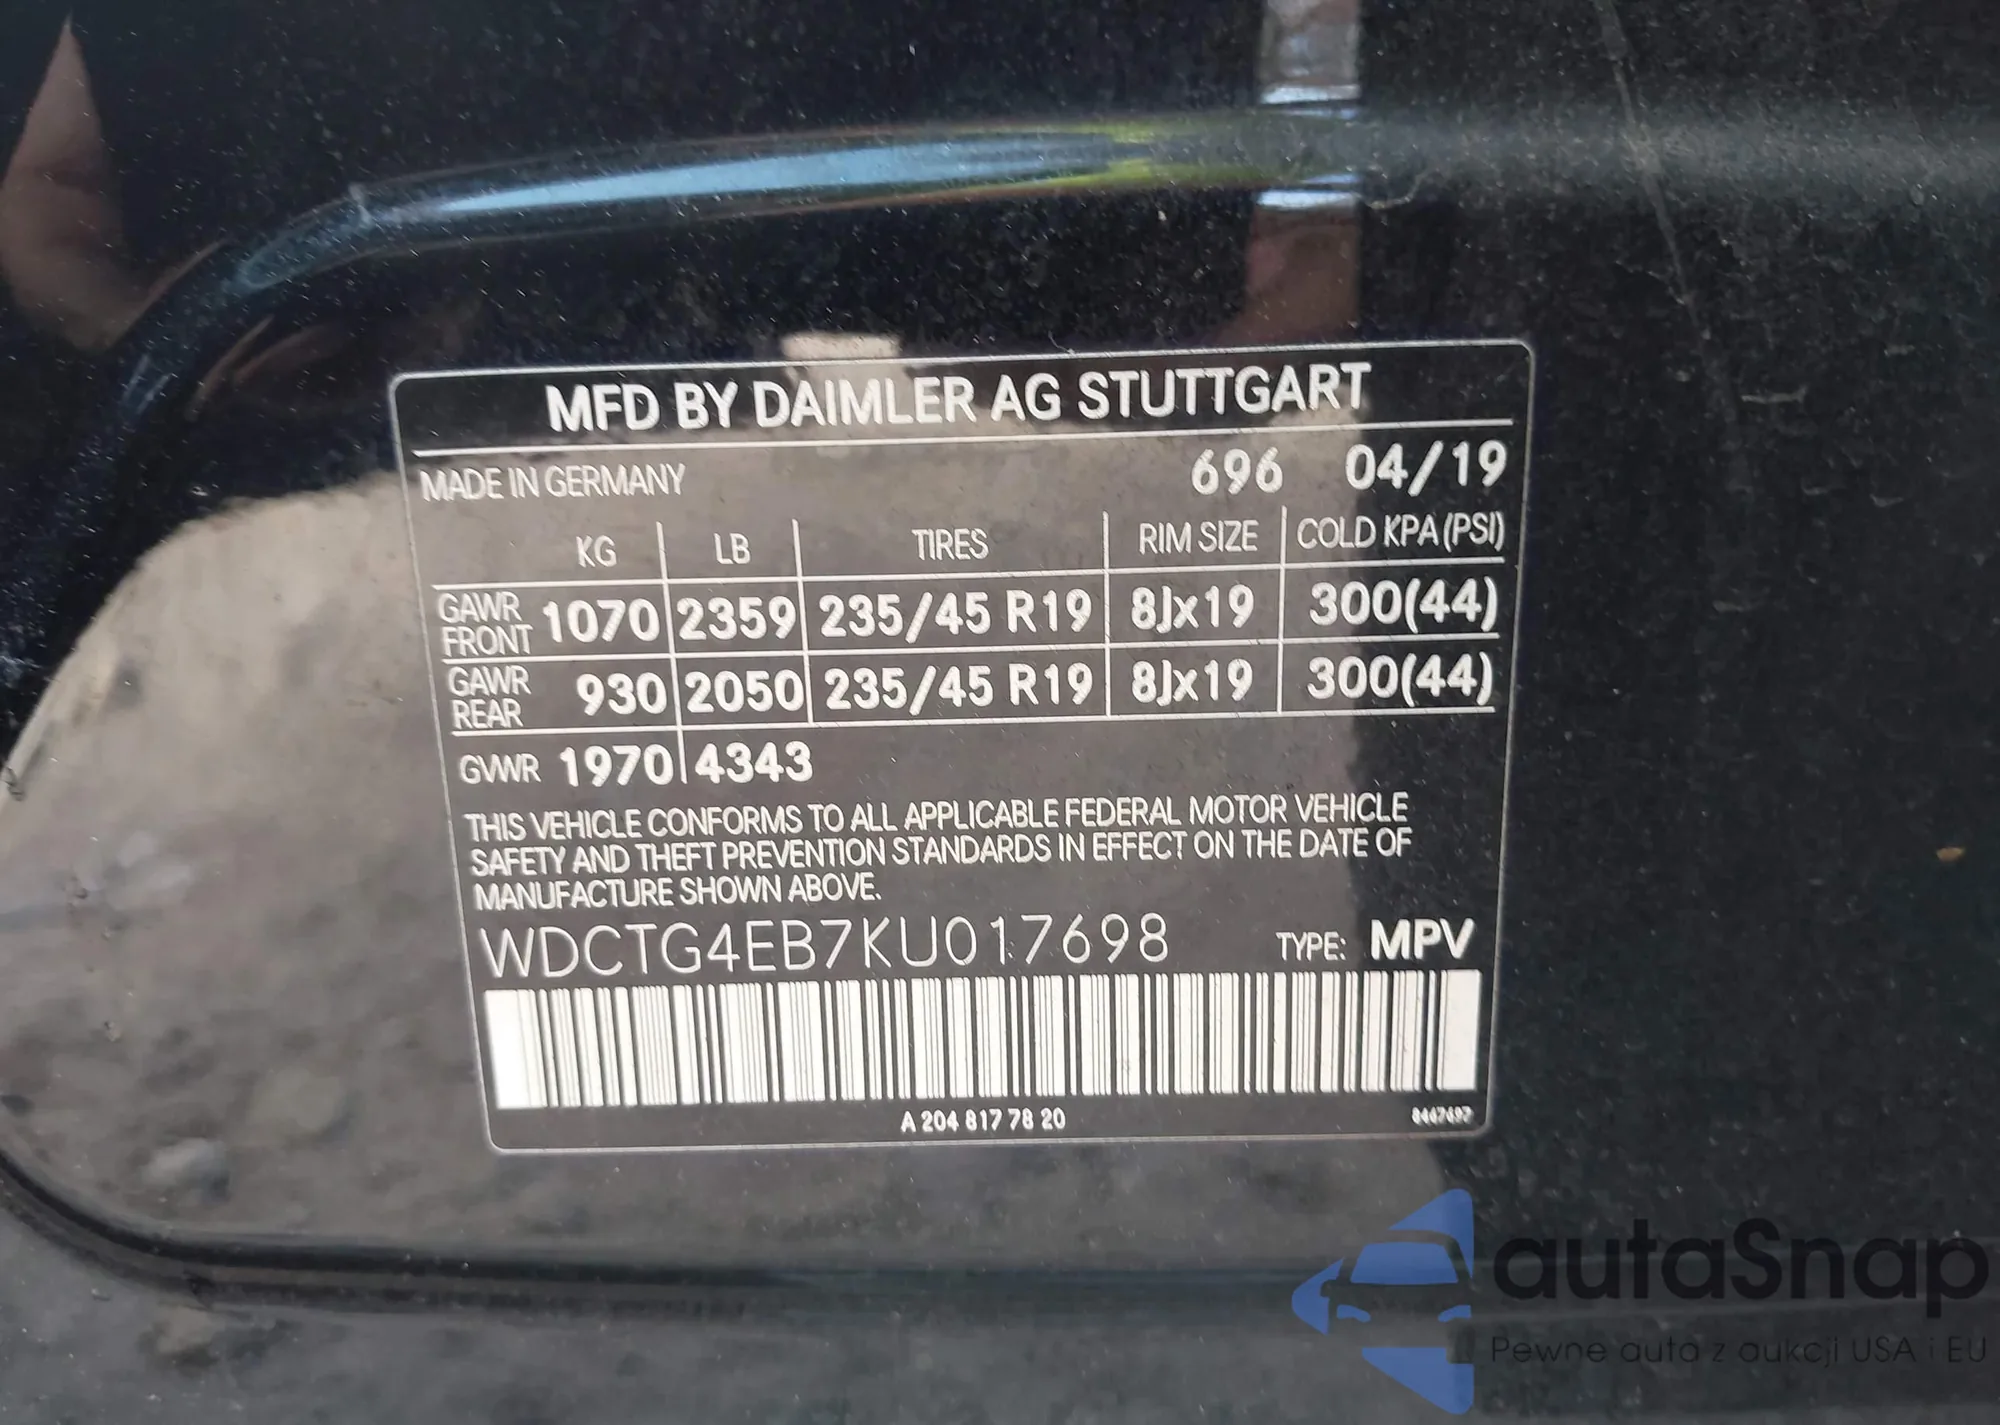 MFD BY DAIMLER AG STUTTGART
MADE IN GERMANY 696 04/19
KG LB TIRES RIM SIZE COLD KPA (PSI)
GAWR FRONT 1070 2359 235/45 R19 8Jx19 300(44)
GAWR REAR 930 2050 235/45 R19 8Jx19 300(44)
GVWR 1970 4343
THIS VEHICLE CONFORMS TO ALL APPLICABLE FEDERAL MOTOR VEHICLE
SAFETY AND THEFT PREVENTION STANDARDS IN EFFECT ON THE DATE OF
MANUFACTURE SHOWN ABOVE.
WDCTG4EB7KU017698 TYPE: MPV
A 204 817 78 20
autaSnap
Pewne auta z aukcji USA i EU